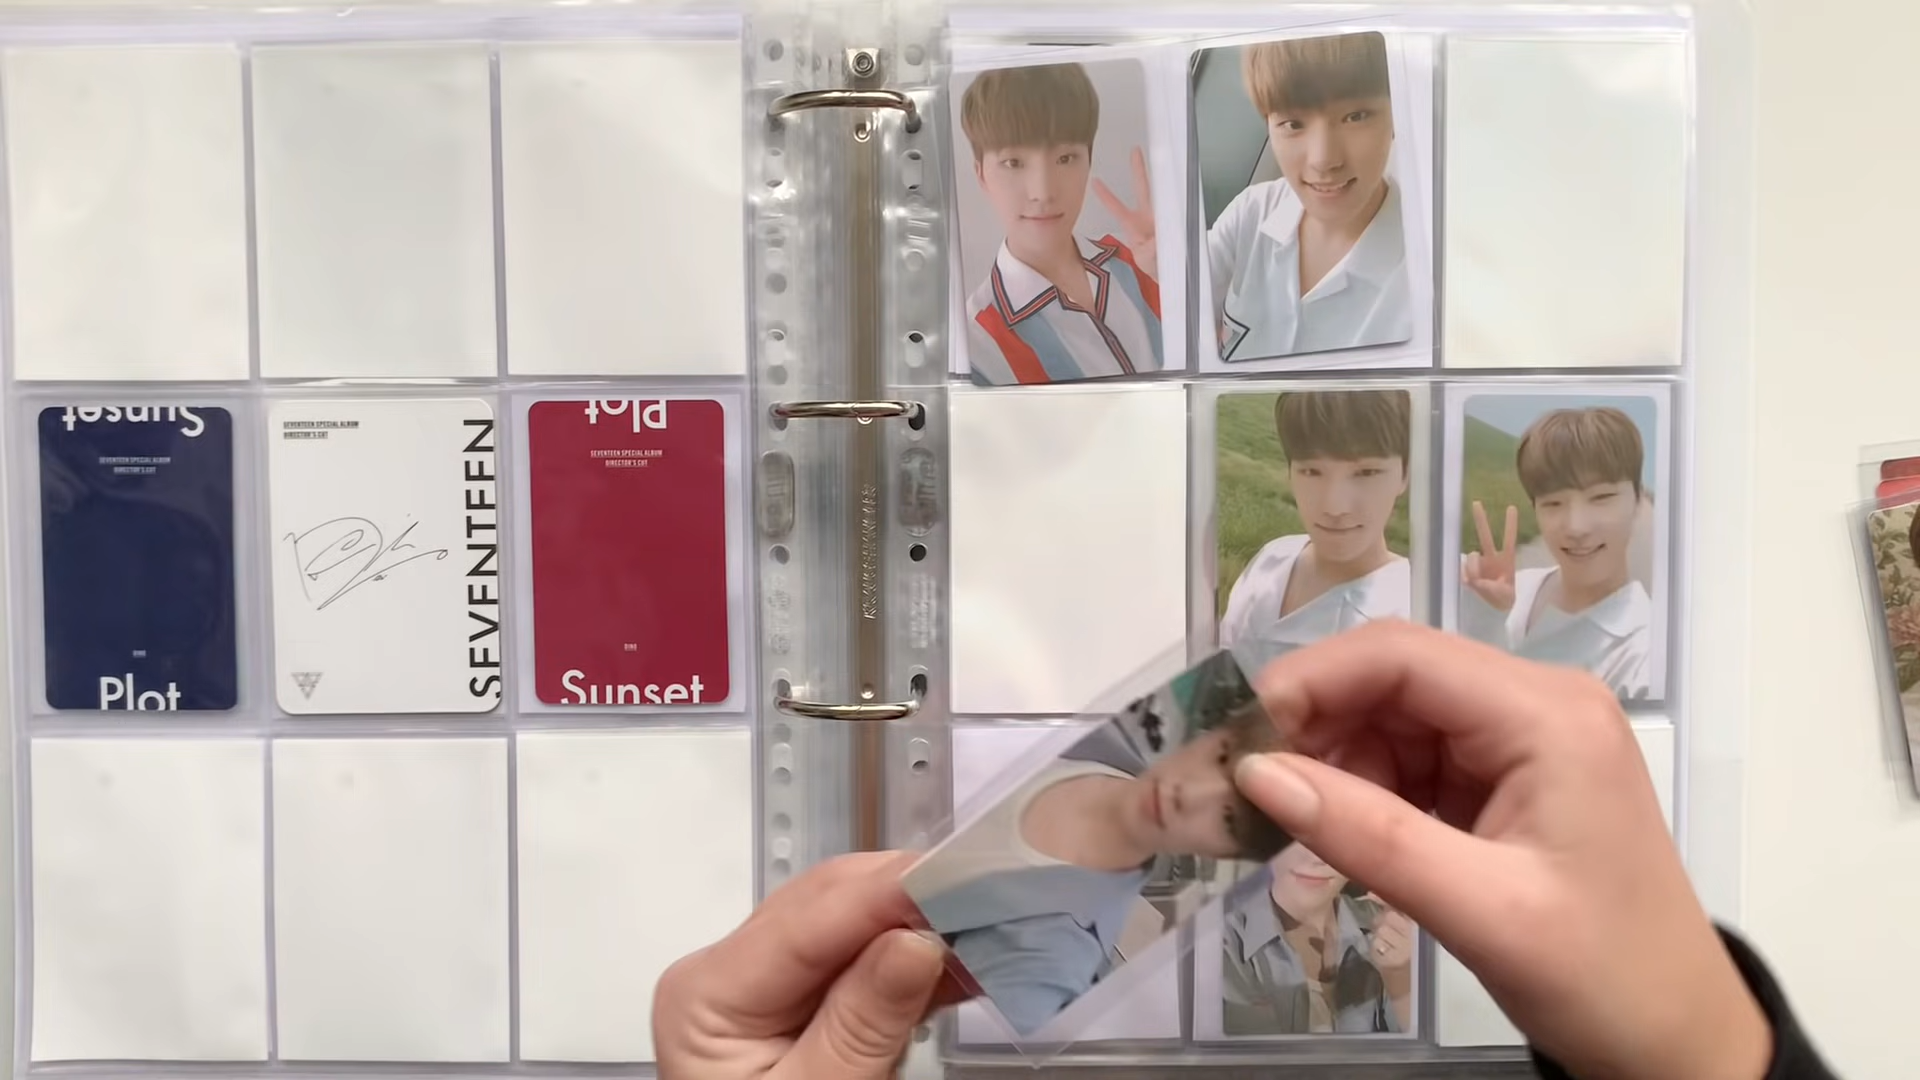 Sunset
SEVENTEEN SPECIAL ALBUM
DIRECTOR'S CUT
DINO
Plot
SEVENTEEN SPECIAL ALBUM
DIRECTOR'S CUT
SEVENTEEN
Plot
SEVENTEEN SPECIAL ALBUM
DIRECTOR'S CUT
DINO
Sunset